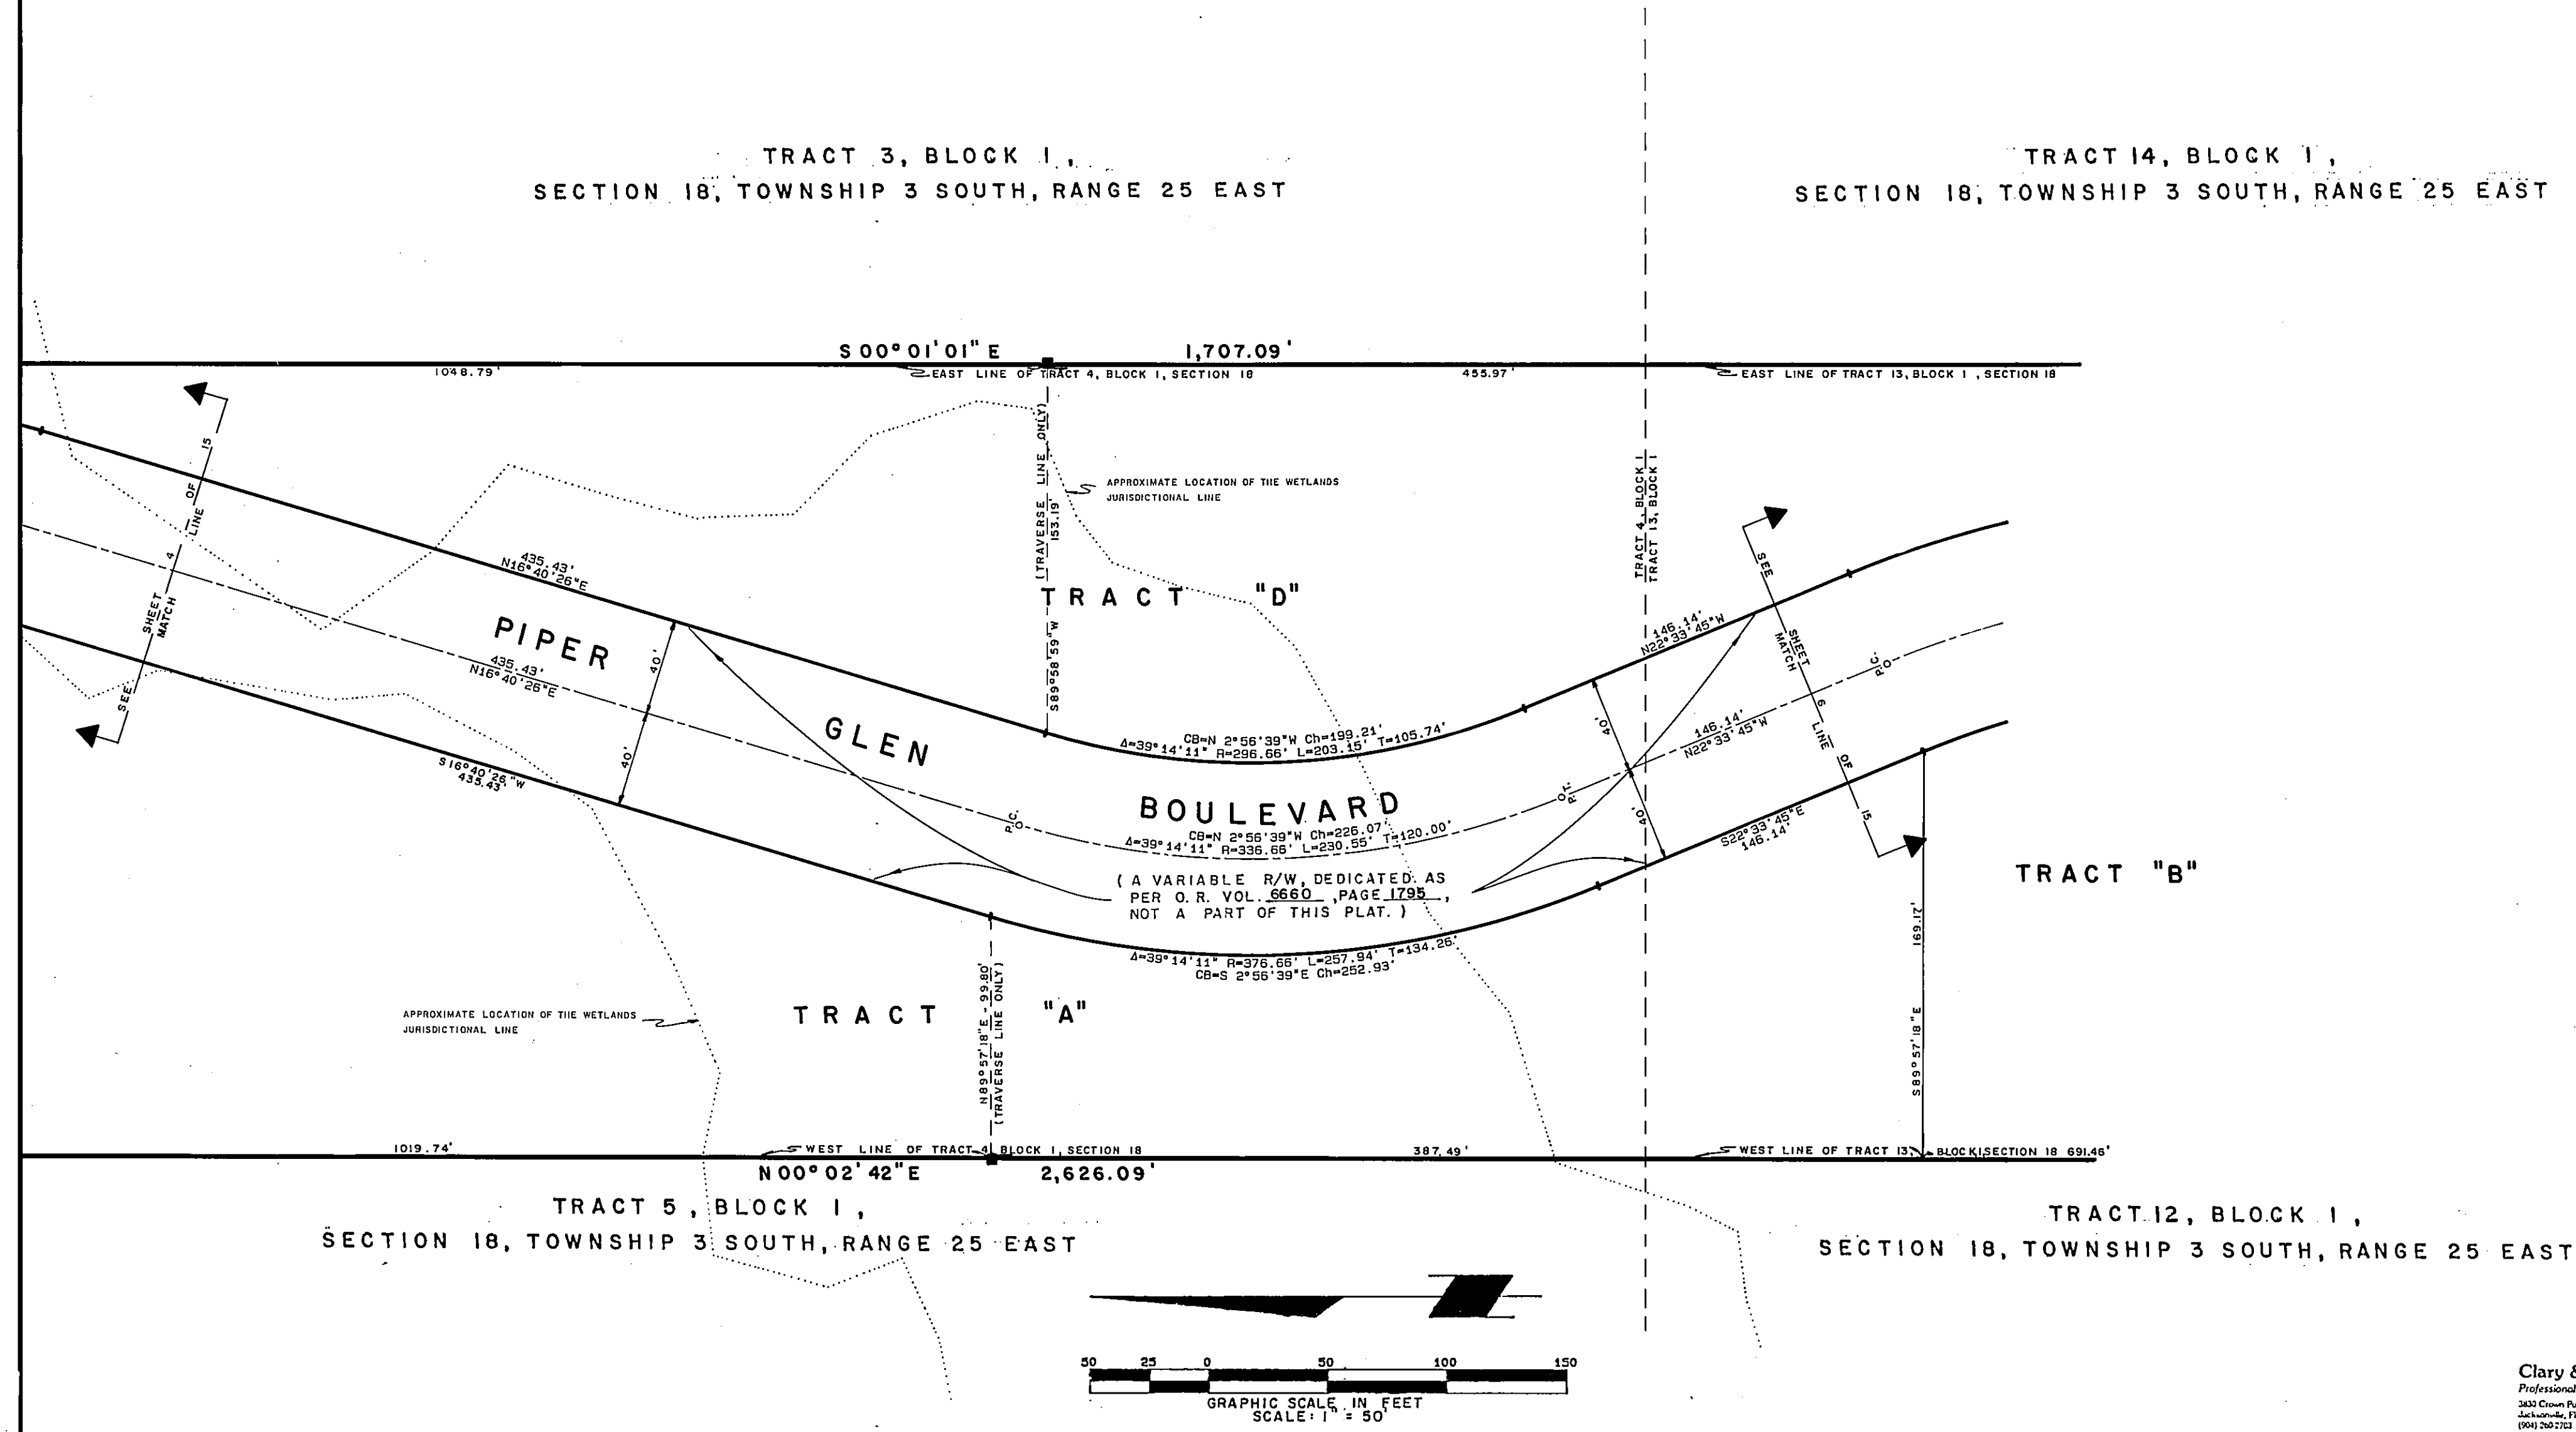 TRACT 3, BLOCK 1,
SECTION 18, TOWNSHIP 3 SOUTH, RANGE 25 EAST
TRACT 14, BLOCK 1,
SECTION 18, TOWNSHIP 3 SOUTH, RANGE 25 EAST
S 00°01'01" E 1,707.09'
1048.79'
EAST LINE OF TRACT 4, BLOCK 1, SECTION 18
455.97'
EAST LINE OF TRACT 13, BLOCK 1, SECTION 18
SEE SHEET 4 OF 15
MATCH LINE
(TRAVERSE LINE ONLY)
S89°58'59"W 153.19'
APPROXIMATE LOCATION OF THE WETLANDS
JURISDICTIONAL LINE
TRACT 4, BLOCK 1
TRACT 13, BLOCK 1
SEE SHEET 6 OF 15
MATCH LINE
435.43'
N16°40'26"E
TRACT "D"
146.14'
N22°33'45"W
PIPER
435.43'
N16°40'26"E
40'
40'
GLEN
S16°40'26"W
435.43'
CB=N 2°56'39"W Ch=199.21'
Δ=39°14'11" R=296.66' L=203.15' T=105.74'
40'
40'
146.14'
N22°33'45"W
P.C.
P.C.
P.T.
BOULEVARD
CB=N 2°56'39"W Ch=226.07'
Δ=39°14'11" R=336.66' L=230.55' T=120.00'
S22°33'45"E
146.14'
(A VARIABLE R/W, DEDICATED AS
PER O.R. VOL. 6660, PAGE 1795,
NOT A PART OF THIS PLAT.)
TRACT "B"
Δ=39°14'11" R=376.66' L=257.94' T=134.26'
CB=S 2°56'39"E Ch=252.93'
S89°57'18"E 169.17'
N89°57'18"E - 99.80'
(TRAVERSE LINE ONLY)
TRACT "A"
APPROXIMATE LOCATION OF THE WETLANDS
JURISDICTIONAL LINE
1019.74'
WEST LINE OF TRACT 4, BLOCK 1, SECTION 18
387.49'
WEST LINE OF TRACT 13, BLOCK 1, SECTION 18 691.46'
N 00°02'42" E 2,626.09'
TRACT 5, BLOCK 1,
SECTION 18, TOWNSHIP 3 SOUTH, RANGE 25 EAST
TRACT 12, BLOCK 1,
SECTION 18, TOWNSHIP 3 SOUTH, RANGE 25 EAST
N
50 25 0 50 100 150
GRAPHIC SCALE IN FEET
SCALE: 1" = 50'
Clary &
Professional
3830 Crown
Jacksonville,
(904) 260-2703